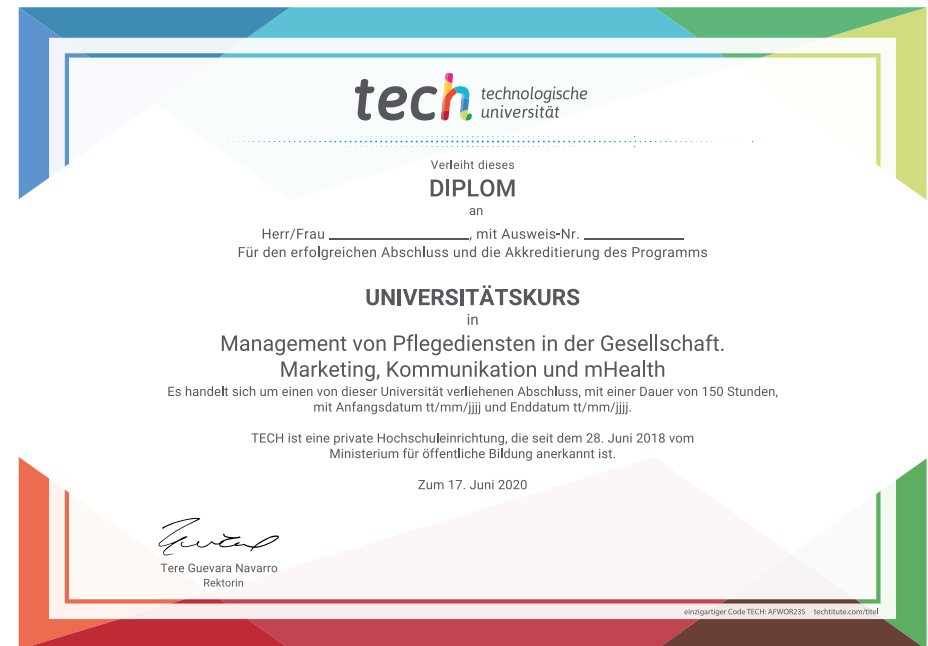 tech technologische
universität
Verleiht dieses
DIPLOM
an
Herr/Frau ____________, mit Ausweis-Nr. ____________
Für den erfolgreichen Abschluss und die Akkreditierung des Programms
UNIVERSITÄTSKURS
in
Management von Pflegediensten in der Gesellschaft.
Marketing, Kommunikation und mHealth
Es handelt sich um einen von dieser Universität verliehenen Abschluss, mit einer Dauer von 150 Stunden,
mit Anfangsdatum tt/mm/jjjj und Enddatum tt/mm/jjjj.
TECH ist eine private Hochschuleinrichtung, die seit dem 28. Juni 2018 vom
Ministerium für öffentliche Bildung anerkannt ist.
Zum 17. Juni 2020
Tere Guevara Navarro
Rektorin
einzigartiger Code TECH: AFWOR23S techtitute.com/titel